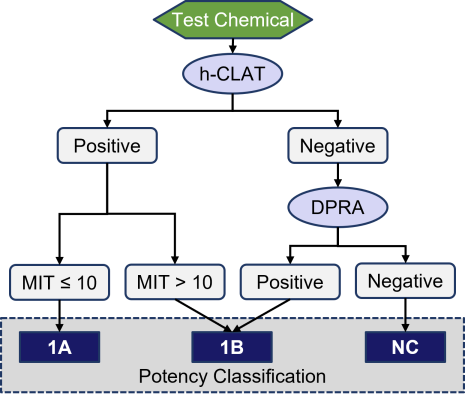 Test Chemical
h-CLAT
Positive
Negative
DPRA
MIT ≤ 10
MIT > 10
Positive
Negative
1A
1B
NC
Potency Classification